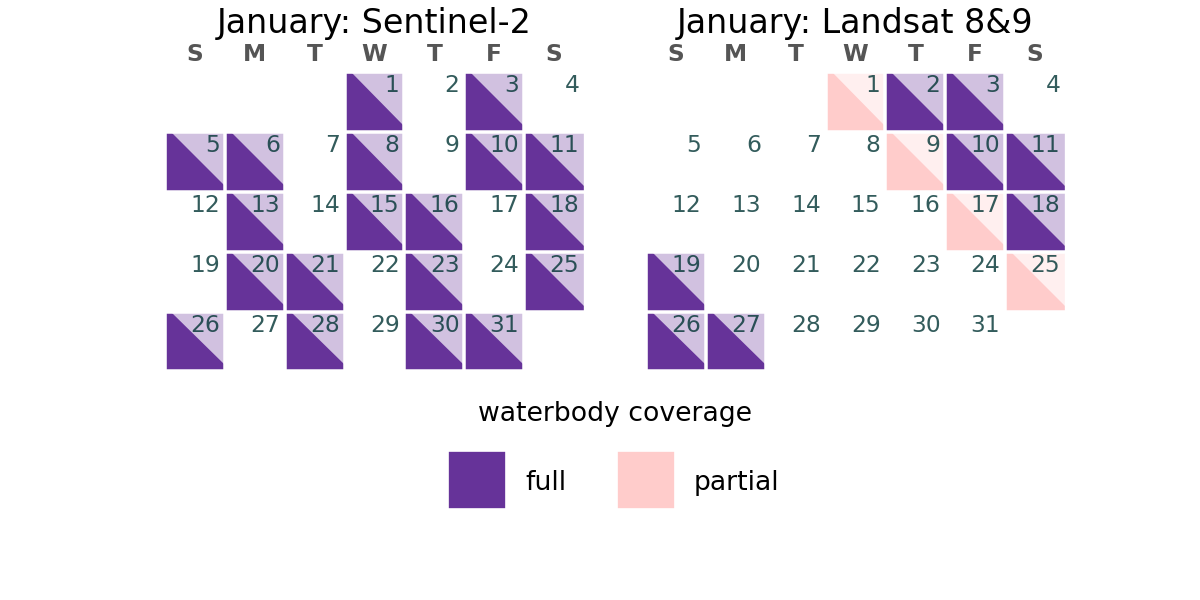 January: Sentinel-2
S M T W T F S
1 2 3 4
5 6 7 8 9 10 11
12 13 14 15 16 17 18
19 20 21 22 23 24 25
26 27 28 29 30 31
January: Landsat 8&9
S M T W T F S
1 2 3 4
5 6 7 8 9 10 11
12 13 14 15 16 17 18
19 20 21 22 23 24 25
26 27 28 29 30 31
waterbody coverage
full
partial